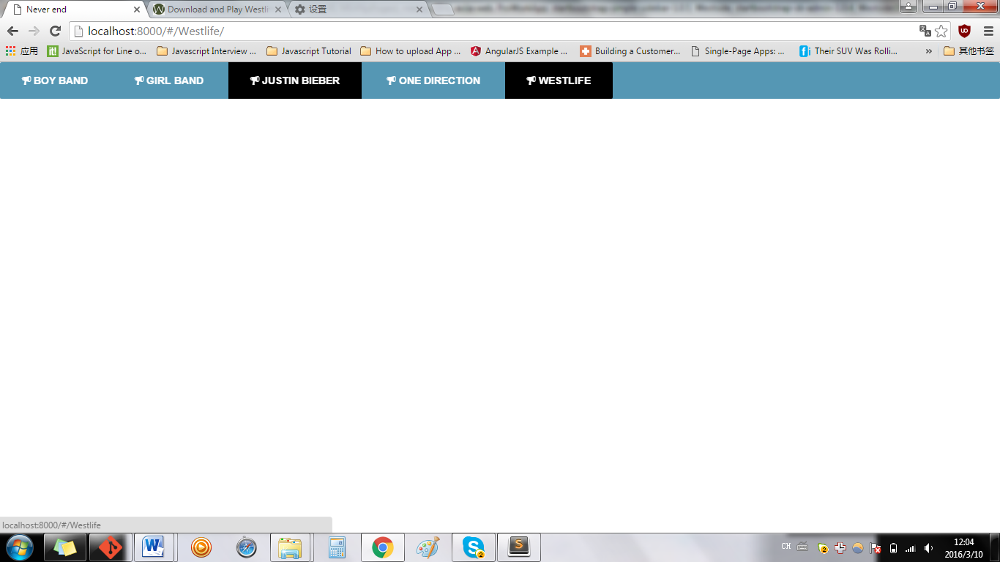 Never end
Download and Play Westli
设置
localhost:8000/#/Westlife/
应用
JavaScript for Line o...
Javascript Interview ...
Javascript Tutorial
How to upload App ...
AngularJS Example ...
Building a Customer...
Single-Page Apps: ...
Their SUV Was Rolli...
»
其他书签
BOY BAND
GIRL BAND
JUSTIN BIEBER
ONE DIRECTION
WESTLIFE
localhost:8000/#/Westlife
CH
12:04
2016/3/10